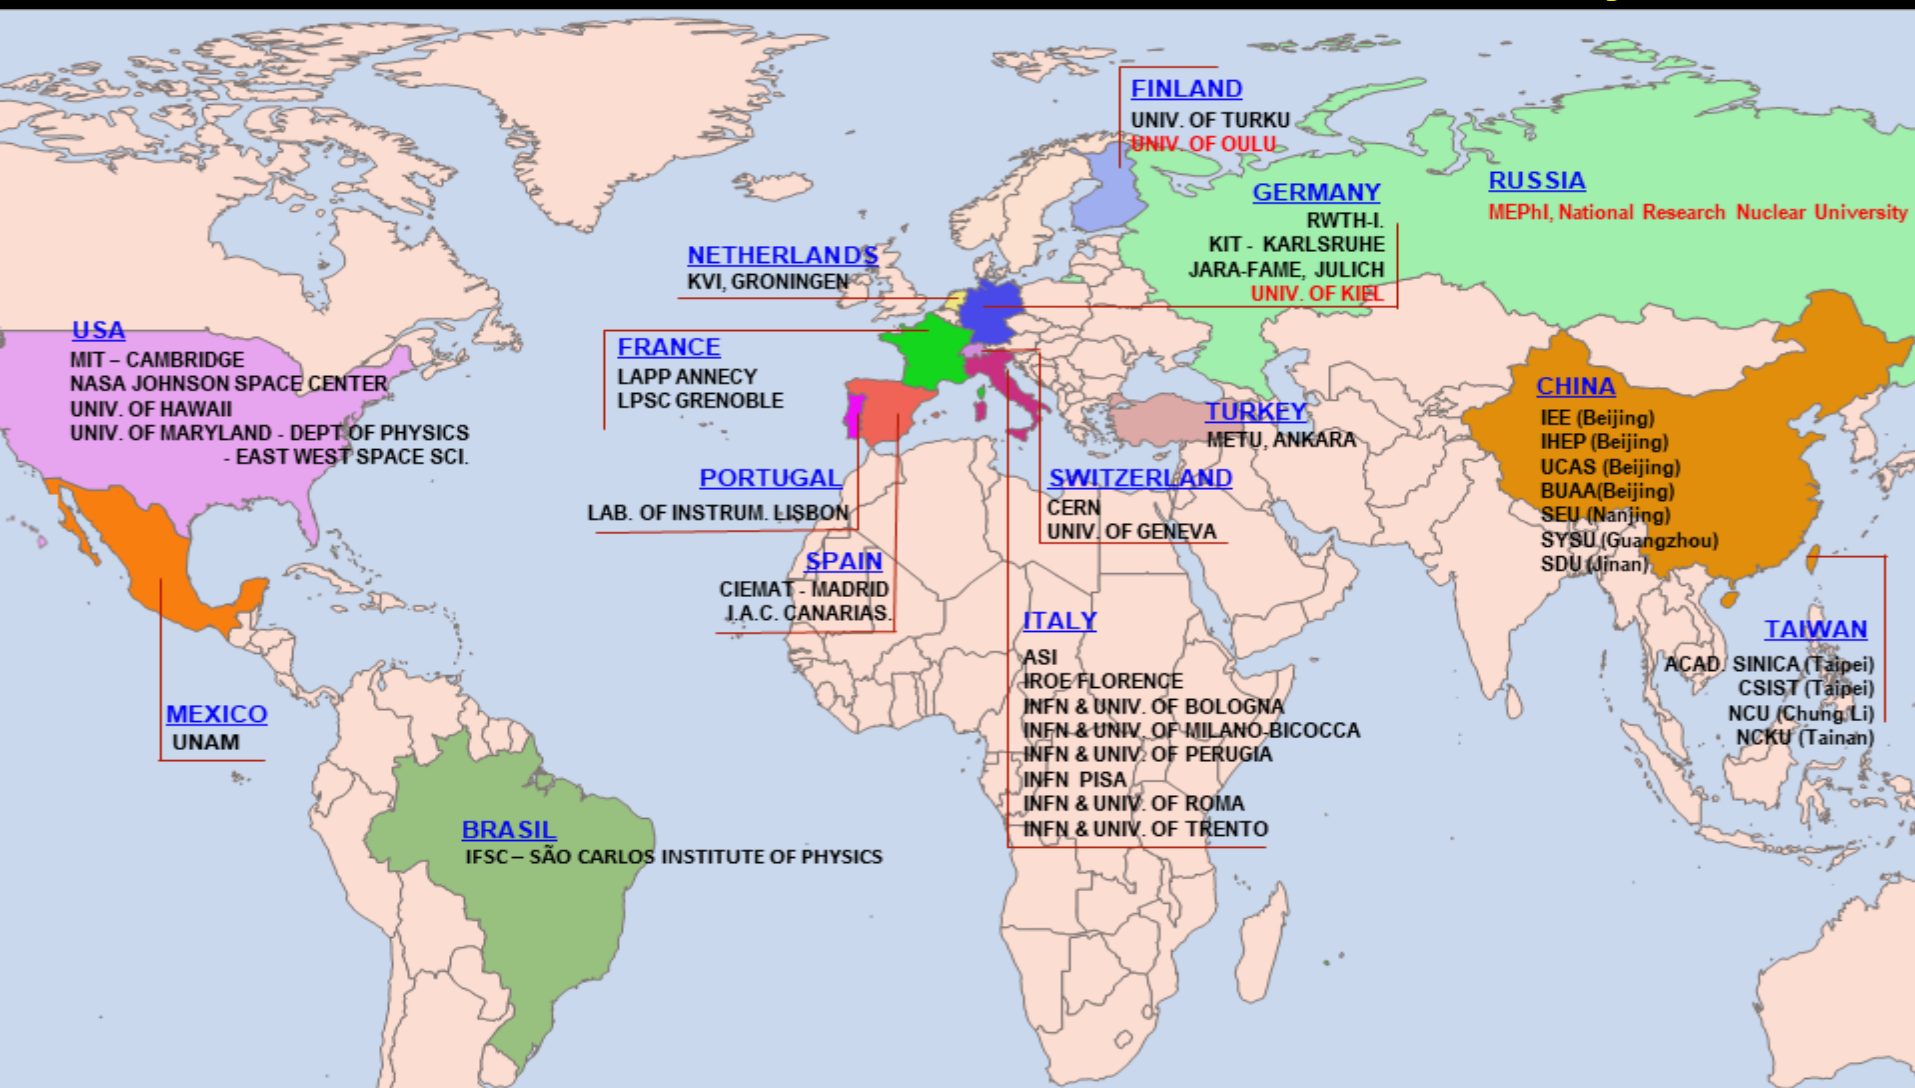 FINLAND
UNIV. OF TURKU
UNIV. OF OULU
RUSSIA
MEPhI, National Research Nuclear University
GERMANY
RWTH-I.
KIT - KARLSRUHE
JARA-FAME, JULICH
UNIV. OF KIEL
NETHERLANDS
KVI, GRONINGEN
USA
MIT – CAMBRIDGE
NASA JOHNSON SPACE CENTER
UNIV. OF HAWAII
UNIV. OF MARYLAND - DEPT OF PHYSICS
- EAST WEST SPACE SCI.
FRANCE
LAPP ANNECY
LPSC GRENOBLE
TURKEY
METU, ANKARA
CHINA
IEE (Beijing)
IHEP (Beijing)
UCAS (Beijing)
BUAA(Beijing)
SEU (Nanjing)
SYSU (Guangzhou)
SDU (Jinan)
PORTUGAL
LAB. OF INSTRUM. LISBON
SWITZERLAND
CERN
UNIV. OF GENEVA
SPAIN
CIEMAT - MADRID
I.A.C. CANARIAS.
ITALY
ASI
IROE FLORENCE
INFN & UNIV. OF BOLOGNA
INFN & UNIV. OF MILANO-BICOCCA
INFN & UNIV. OF PERUGIA
INFN PISA
INFN & UNIV. OF ROMA
INFN & UNIV. OF TRENTO
TAIWAN
ACAD. SINICA (Taipei)
CSIST (Taipei)
NCU (Chung Li)
NCKU (Tainan)
MEXICO
UNAM
BRASIL
IFSC – SÃO CARLOS INSTITUTE OF PHYSICS